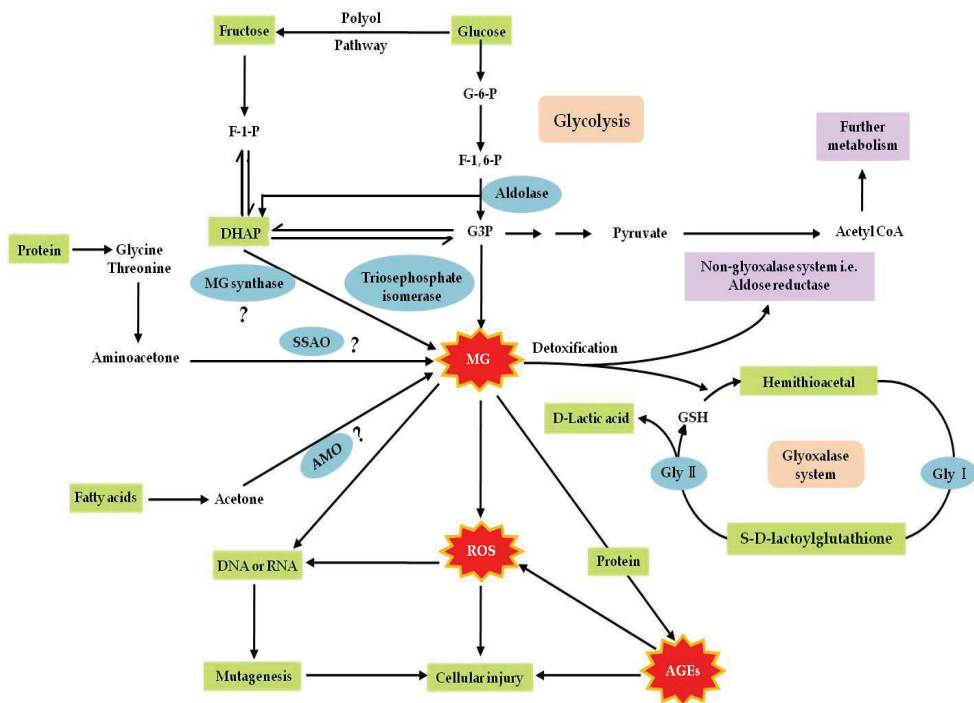 Polyol
Fructose
Glucose
Pathway
G-6-P
Glycolysis
Further
metabolism
F-1-P
F-1, 6-P
Aldolase
DHAP
G3P
Pyruvate
Acetyl CoA
Protein
Glycine
Threonine
MG synthase
?
Triosephosphate
isomerase
Non-glyoxalase system i.e.
Aldose reductase
Aminoacetone
SSAO
?
MG
Detoxification
Hemithioacetal
D-Lactic acid
GSH
AMO
?
Gly II
Glyoxalase
system
Gly I
Fatty acids
Acetone
S-D-lactoylglutathione
DNA or RNA
ROS
Protein
Mutagenesis
Cellular injury
AGEs